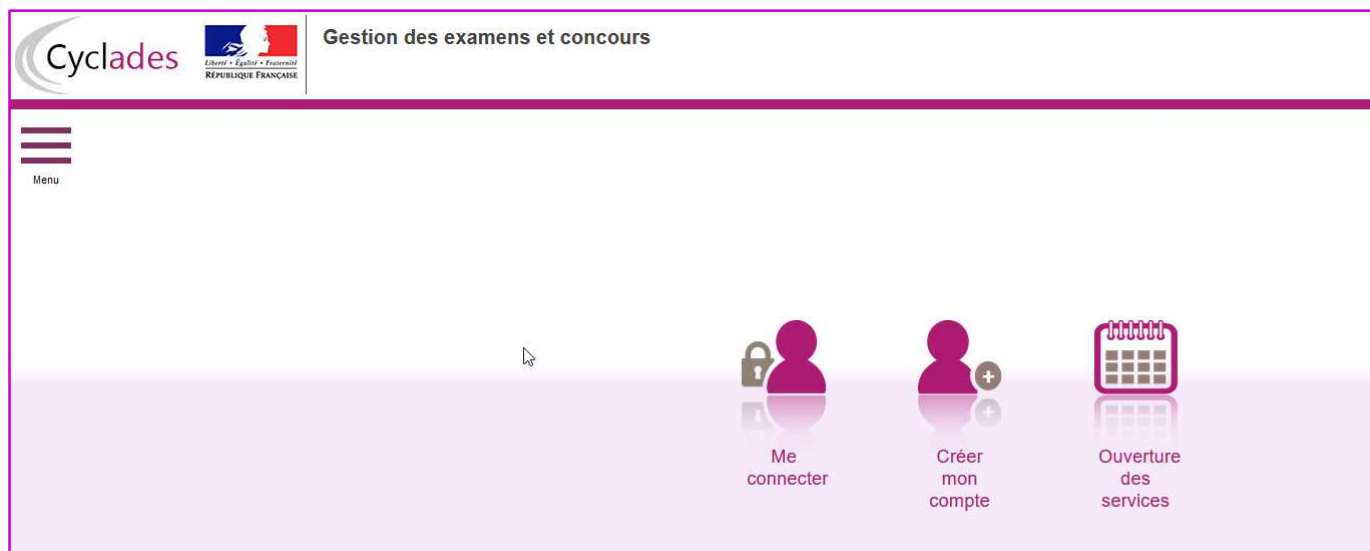 Cyclades
Liberté • Égalité • Fraternité
RÉPUBLIQUE FRANÇAISE
Gestion des examens et concours
Menu
Me
connecter
Créer
mon
compte
Ouverture
des
services